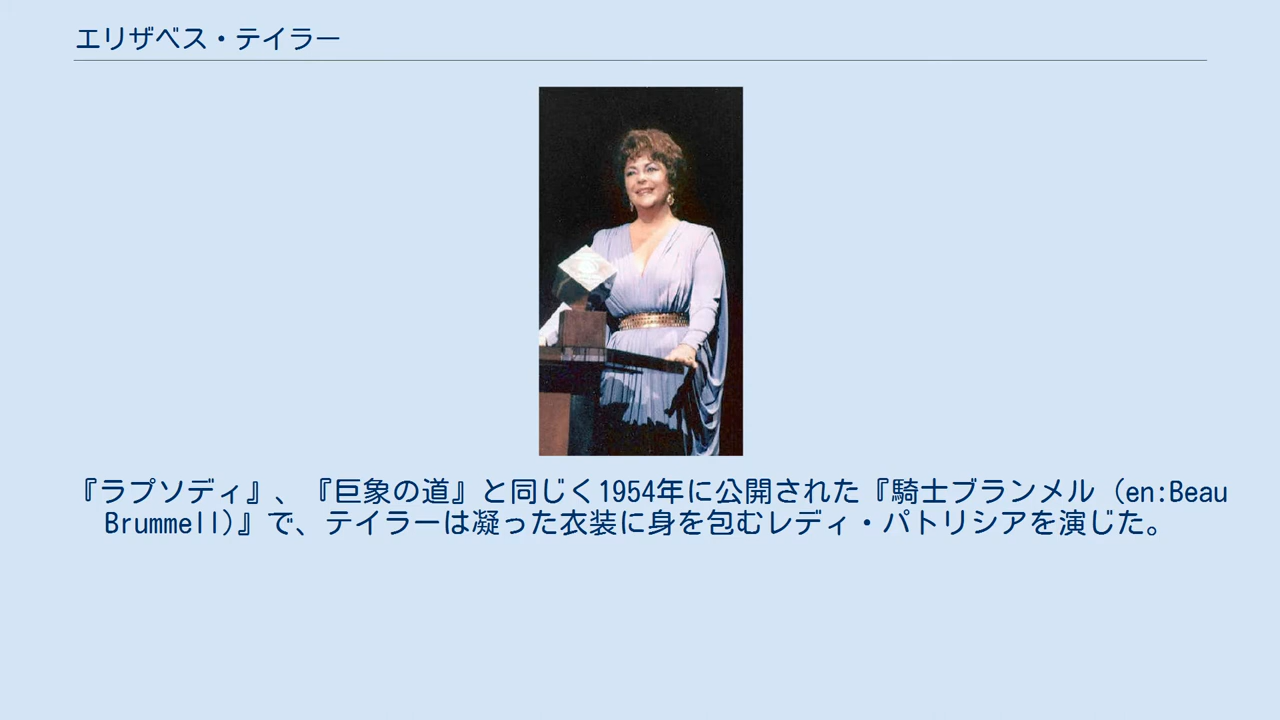 エリザベス・テイラー
『ラプソディ』、『巨象の道』と同じく1954年に公開された『騎士ブランメル（en:Beau
Brummell)』で、テイラーは凝った衣装に身を包むレディ・パトリシアを演じた。